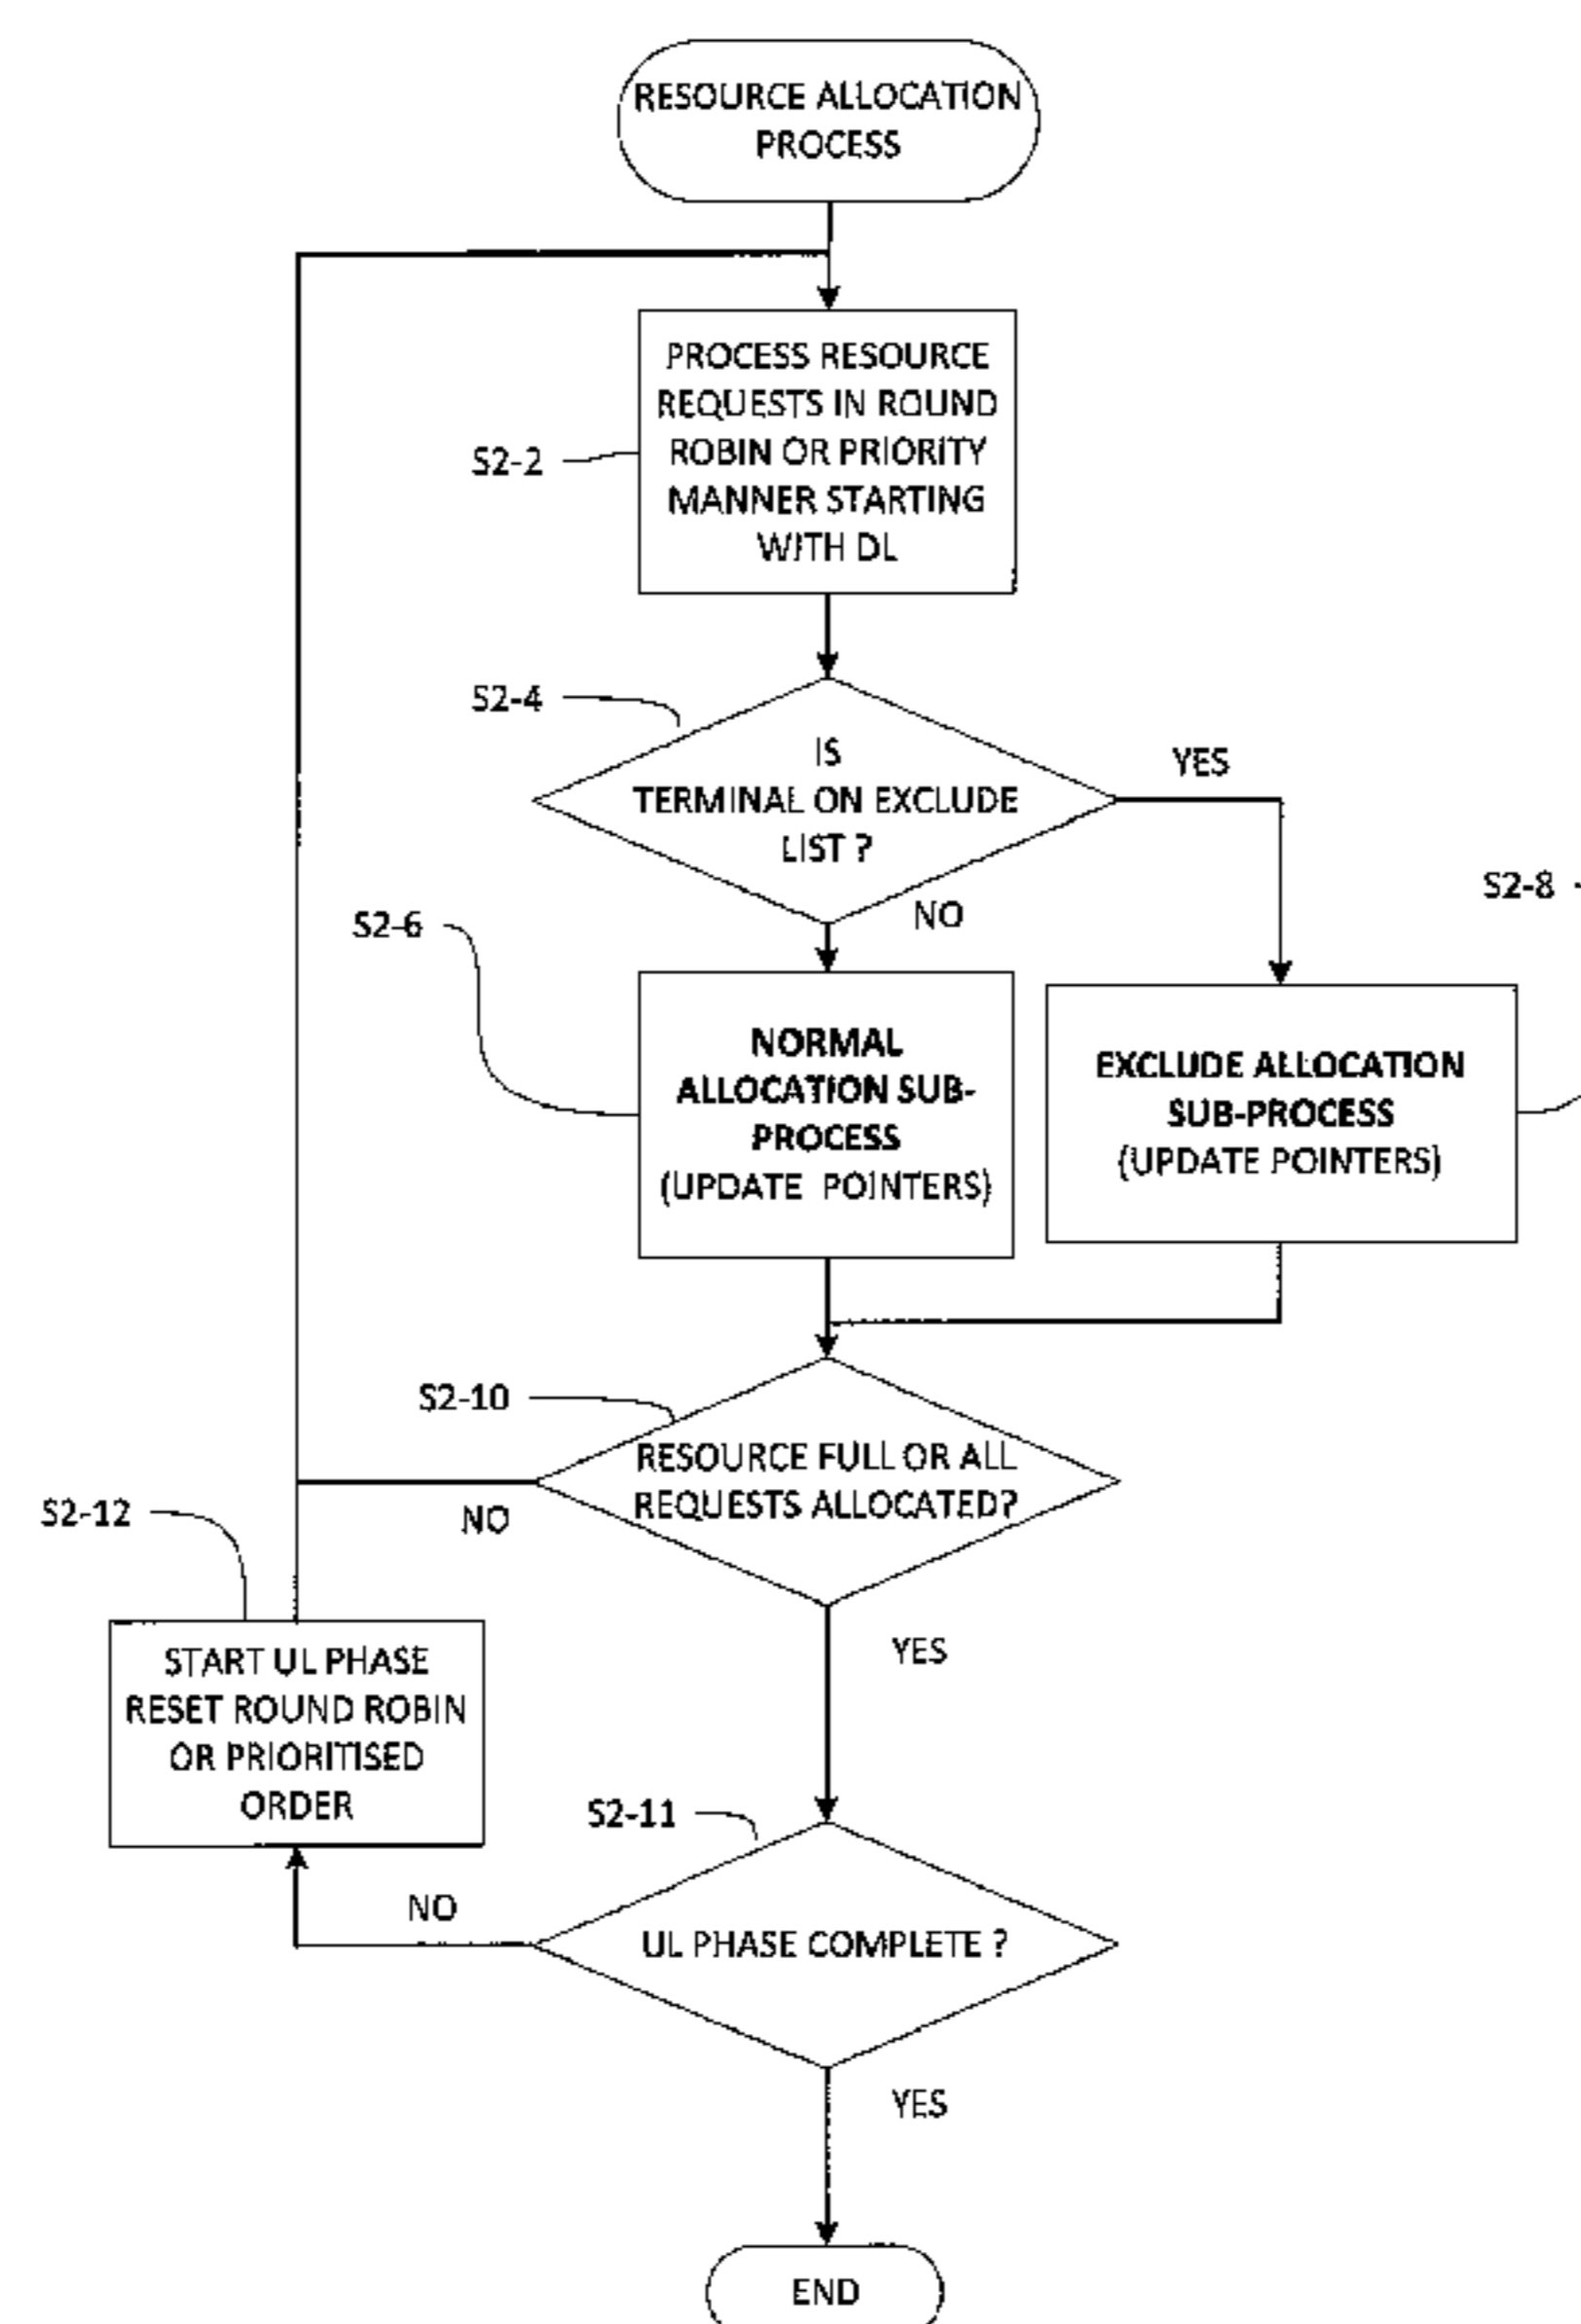 RESOURCE ALLOCATION
PROCESS
PROCESS RESOURCE
REQUESTS IN ROUND
ROBIN OR PRIORITY
MANNER STARTING
WITH DL
S2-2
S2-4
IS
TERMINAL ON EXCLUDE
LIST ?
YES
NO
S2-6
S2-8
NORMAL
ALLOCATION SUB-
PROCESS
(UPDATE POINTERS)
EXCLUDE ALLOCATION
SUB-PROCESS
(UPDATE POINTERS)
S2-10
RESOURCE FULL OR ALL
REQUESTS ALLOCATED?
NO
YES
S2-12
START UL PHASE
RESET ROUND ROBIN
OR PRIORITISED
ORDER
S2-11
NO
UL PHASE COMPLETE ?
YES
END